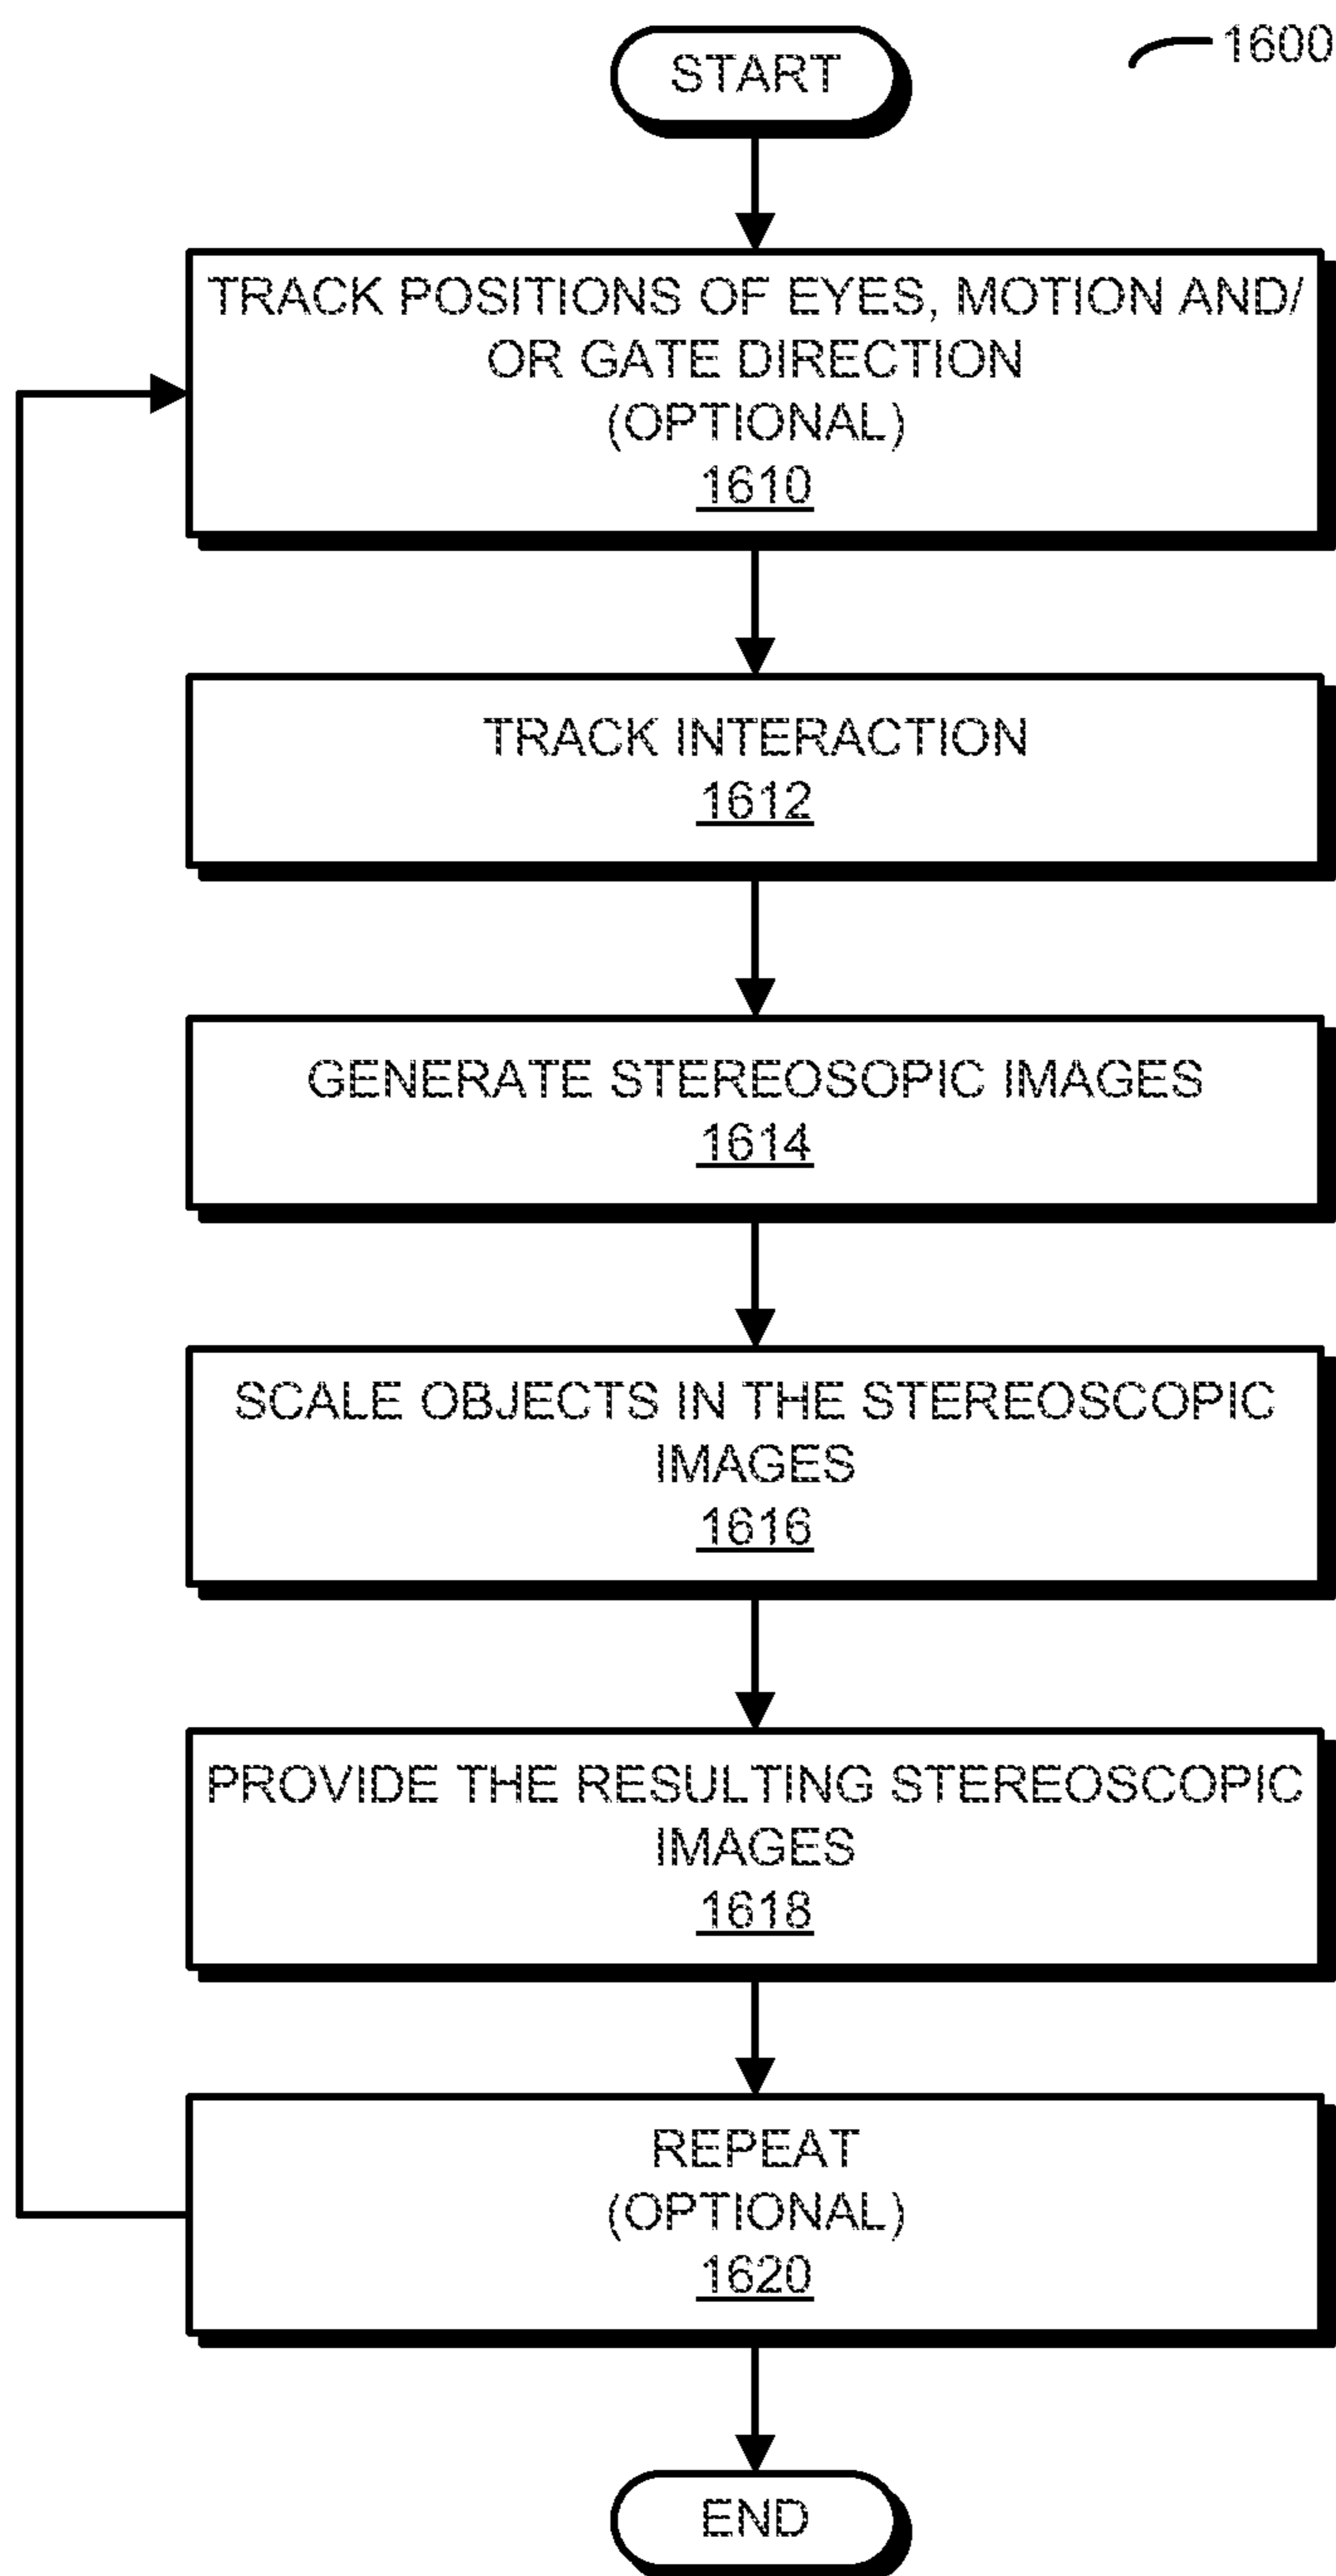 1600
START
TRACK POSITIONS OF EYES, MOTION AND/
OR GATE DIRECTION
(OPTIONAL)
1610
TRACK INTERACTION
1612
GENERATE STEREOSOPIC IMAGES
1614
SCALE OBJECTS IN THE STEREOSCOPIC
IMAGES
1616
PROVIDE THE RESULTING STEREOSCOPIC
IMAGES
1618
REPEAT
(OPTIONAL)
1620
END